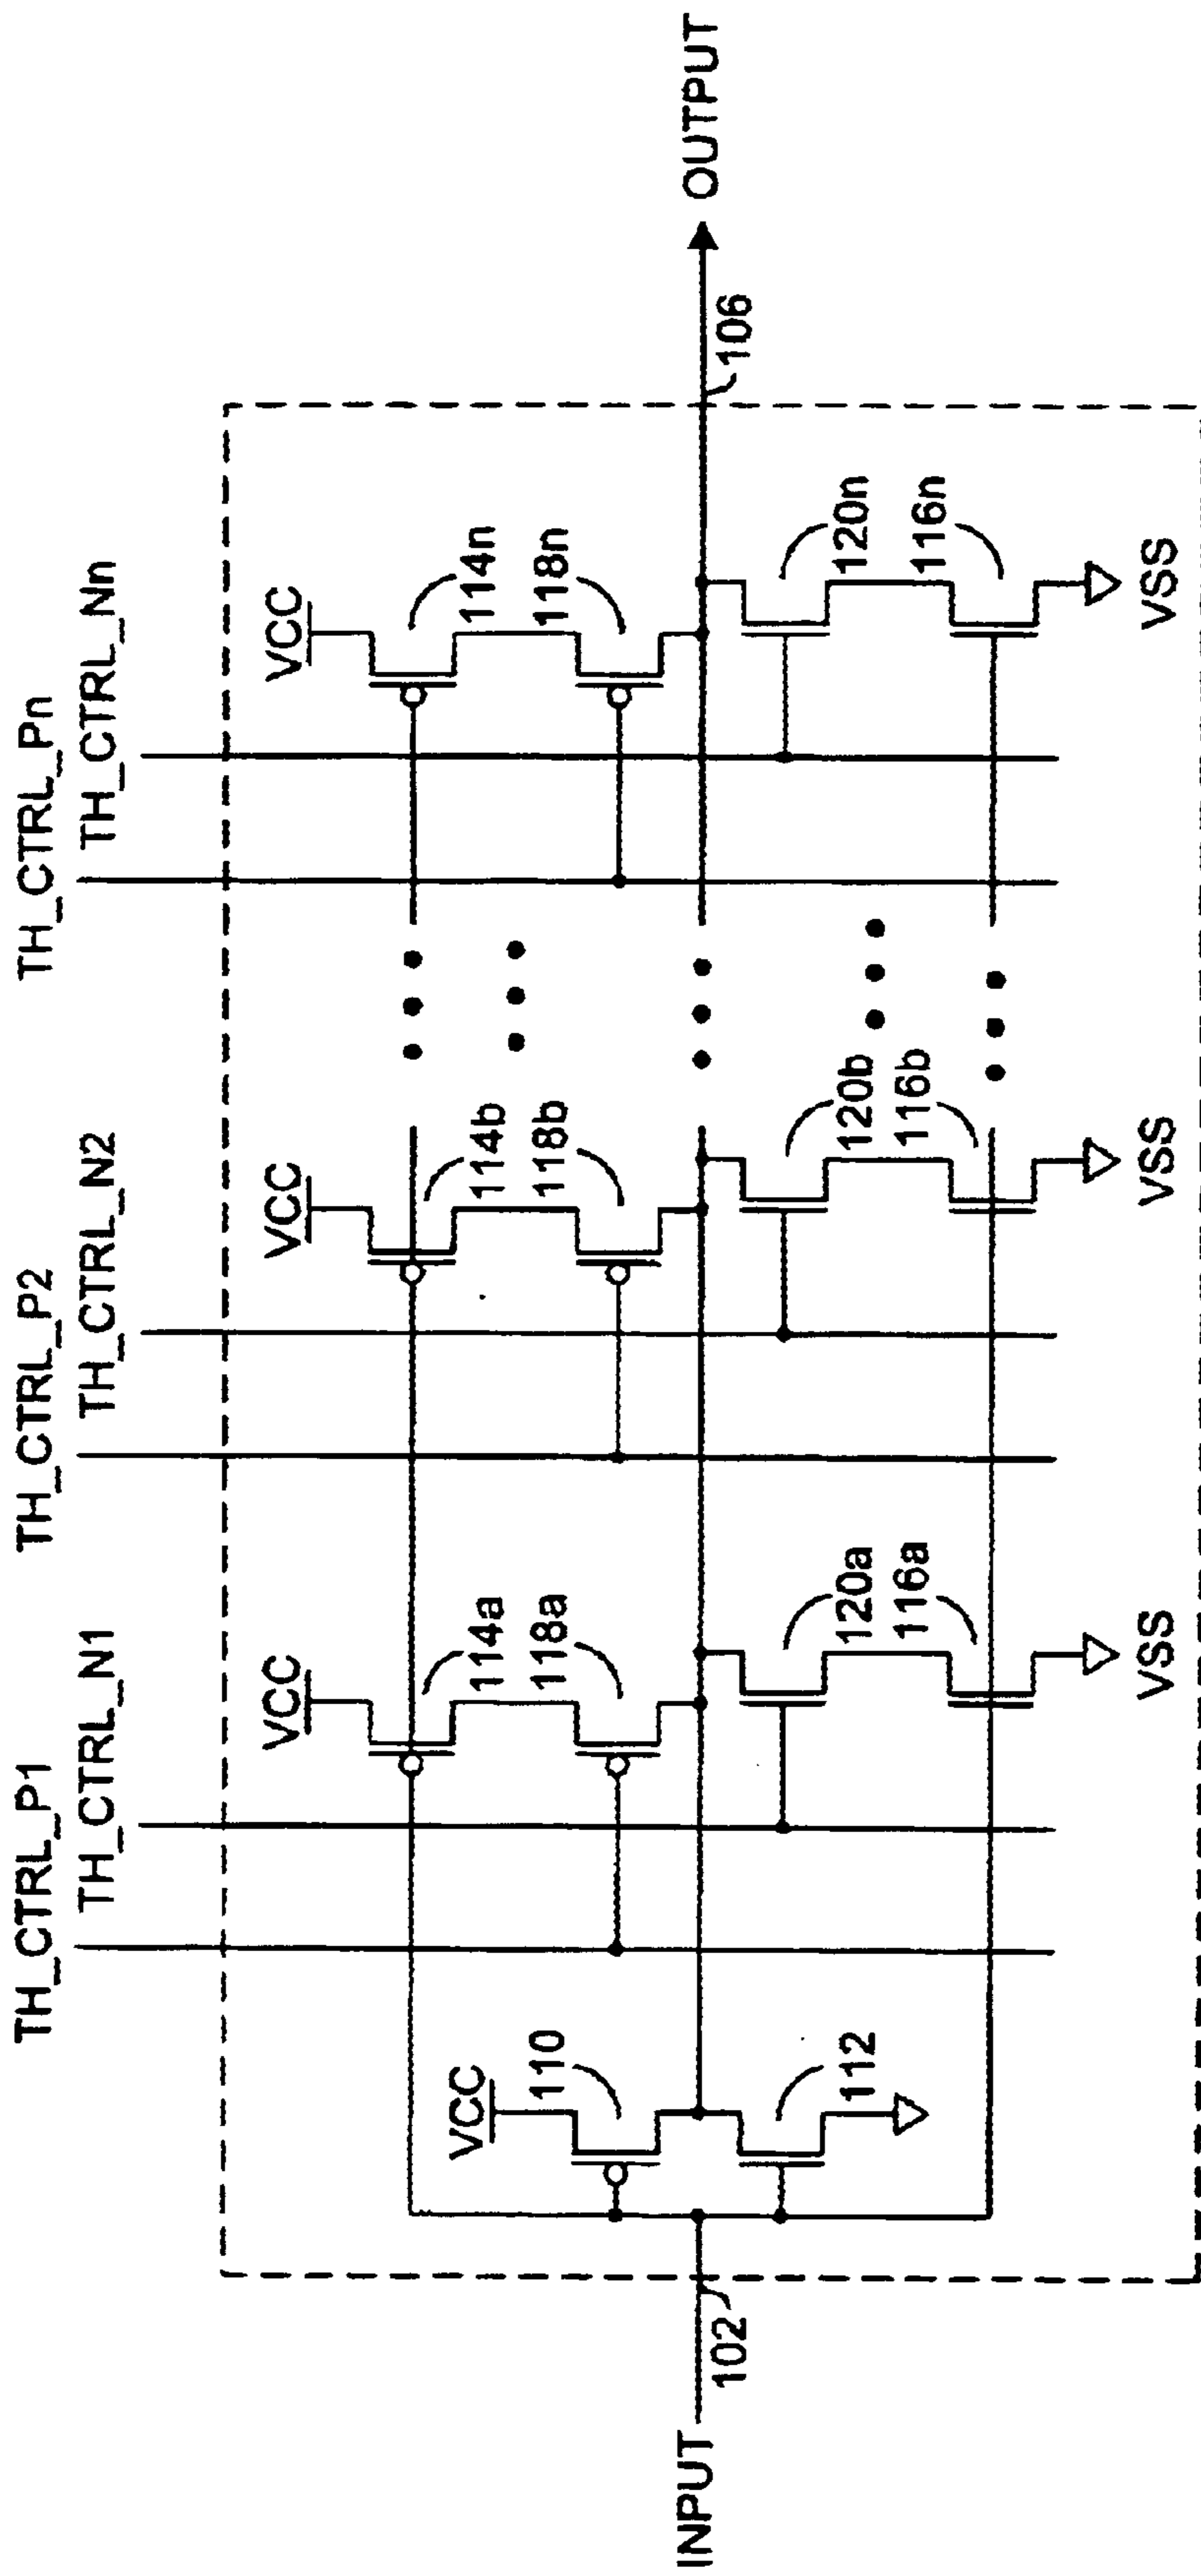 TH_CTRL_P1
TH_CTRL_N1
TH_CTRL_P2
TH_CTRL_N2
TH_CTRL_Pn
TH_CTRL_Nn
VCC
114a
118a
VCC
114b
118b
VCC
114n
118n
VCC
110
112
INPUT
102
106
OUTPUT
120a
116a
VSS
120b
116b
VSS
120n
116n
VSS